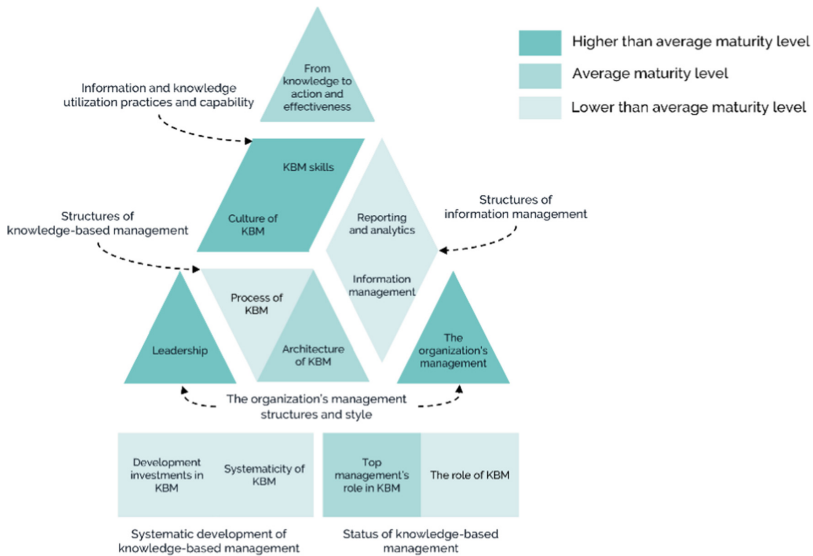 From
knowledge to
action and
effectiveness
Higher than average maturity level
Average maturity level
Lower than average maturity level
Information and knowledge
utilization practices and capability
KBM skills
Culture of
KBM
Reporting
and analytics
Information
management
Structures of
information management
Structures of
knowledge-based management
Process of
KBM
Architecture
of KBM
Leadership
The
organization's
management
The organization's management
structures and style
Development
investments in
KBM
Systematicity of
KBM
Top
management's
role in KBM
The role of KBM
Systematic development of
knowledge-based management
Status of knowledge-based
management